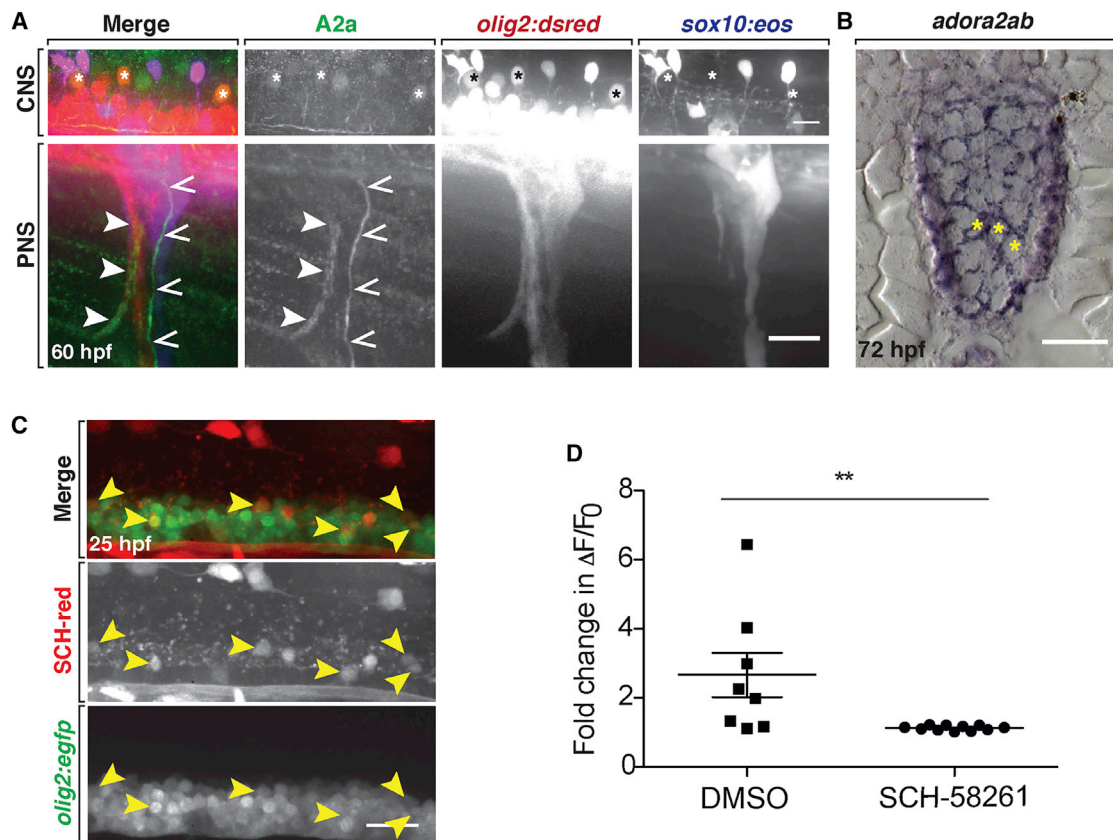 A
Merge
A2a
olig2:dsred
sox10:eos
CNS
PNS
60 hpf
B
adora2ab
72 hpf
C
Merge
25 hpf
SCH-red
olig2:egfp
D
Fold change in ΔF/F0
8
6
4
2
0
**
DMSO
SCH-58261